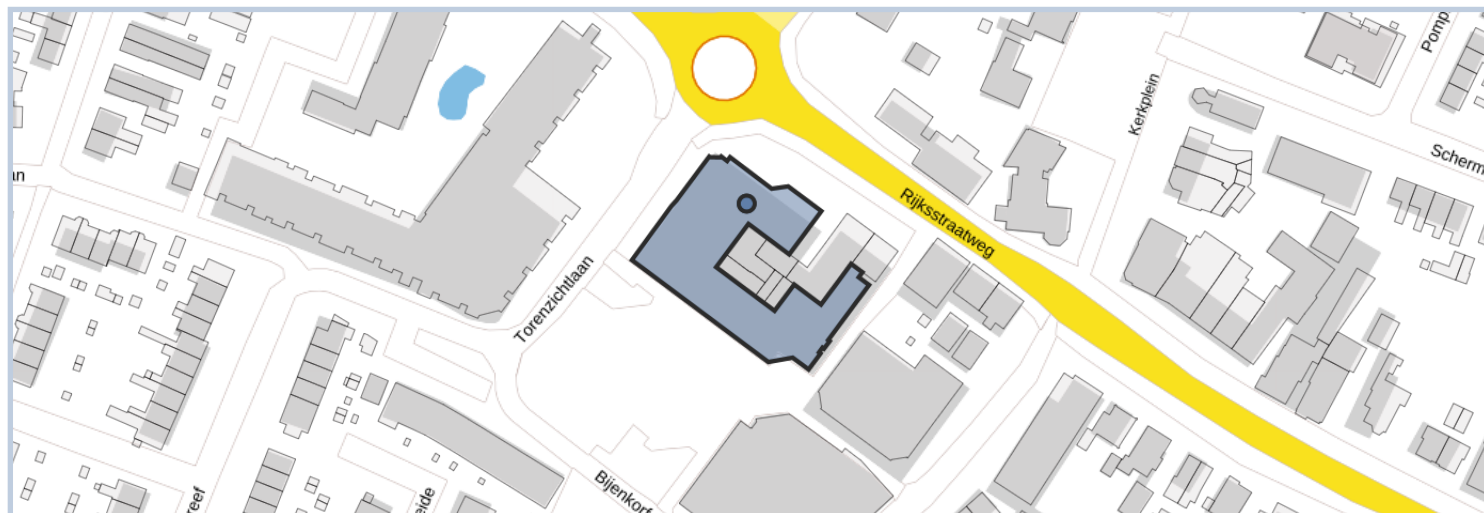 Pomp
Kerkplein
Scherm
an
Rijksstraatweg
Torenzichtlaan
Bijenkorf
reef
eide